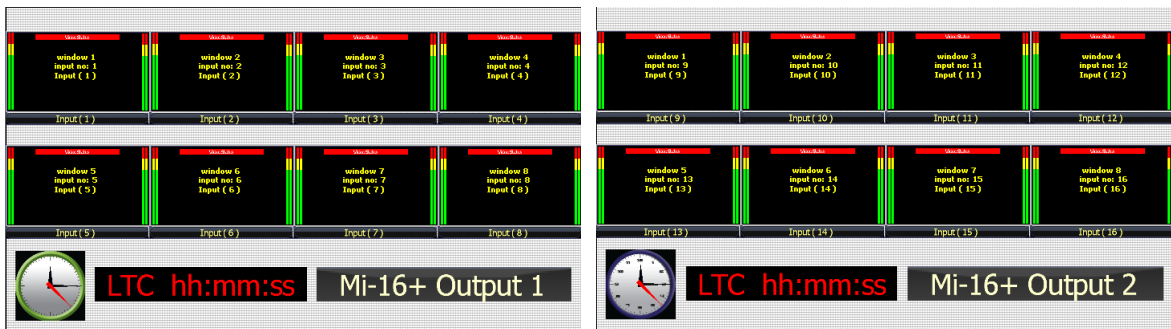 window 1
input no: 1
Input ( 1 )
window 2
input no: 2
Input ( 2 )
window 3
input no: 3
Input ( 3 )
window 4
input no: 4
Input ( 4 )
Input ( 1 )
Input ( 2 )
Input ( 3 )
Input ( 4 )
window 5
input no: 5
Input ( 5 )
window 6
input no: 6
Input ( 6 )
window 7
input no: 7
Input ( 7 )
window 8
input no: 8
Input ( 8 )
Input ( 5 )
Input ( 6 )
Input ( 7 )
Input ( 8 )
LTC hh:mm:ss
Mi-16+ Output 1
window 1
input no: 9
Input ( 9 )
window 2
input no: 10
Input ( 10 )
window 3
input no: 11
Input ( 11 )
window 4
input no: 12
Input ( 12 )
Input ( 9 )
Input ( 10 )
Input ( 11 )
Input ( 12 )
window 5
input no: 13
Input ( 13 )
window 6
input no: 14
Input ( 14 )
window 7
input no: 15
Input ( 15 )
window 8
input no: 16
Input ( 16 )
Input ( 13 )
Input ( 14 )
Input ( 15 )
Input ( 16 )
LTC hh:mm:ss
Mi-16+ Output 2